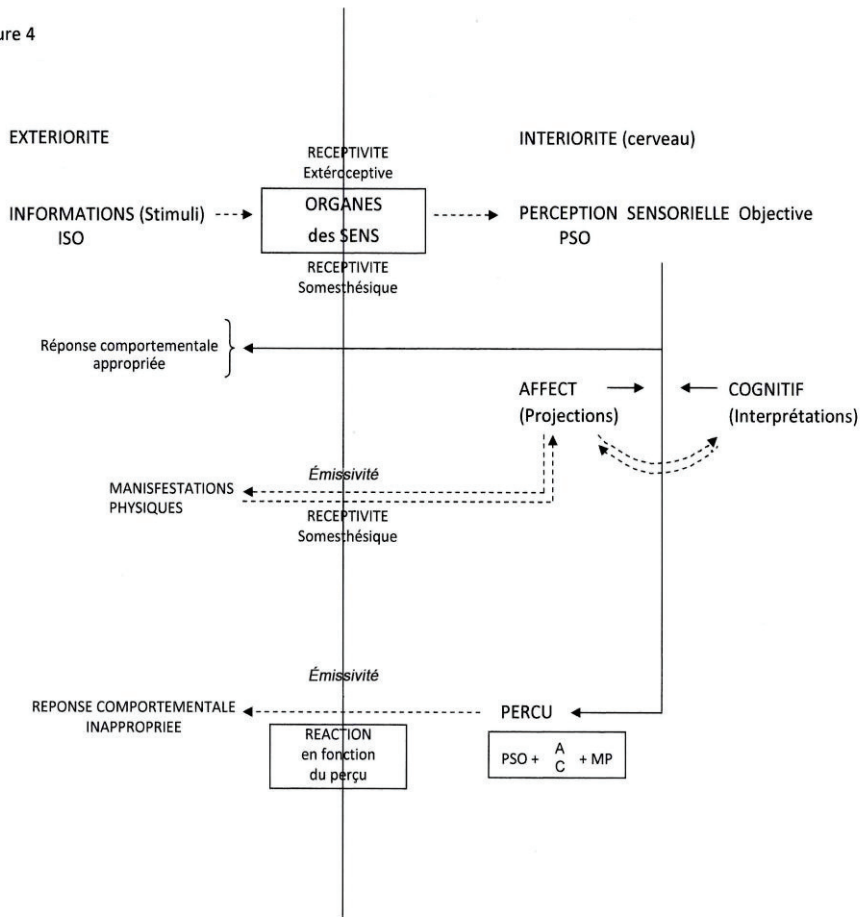 ure 4
EXTERIORITE
INTERIORITE (cerveau)
RECEPTIVITE
Extéroceptive
INFORMATIONS (Stimuli)
ISO
ORGANES
des SENS
PERCEPTION SENSORIELLE Objective
PSO
RECEPTIVITE
Somesthésique
Réponse comportementale
appropriée
AFFECT
(Projections)
COGNITIF
(Interprétations)
Émissivité
MANISFESTATIONS
PHYSIQUES
RECEPTIVITE
Somesthésique
Émissivité
REPONSE COMPORTEMENTALE
INAPPROPRIEE
PERCU
REACTION
en fonction
du perçu
PSO + A + MP
C